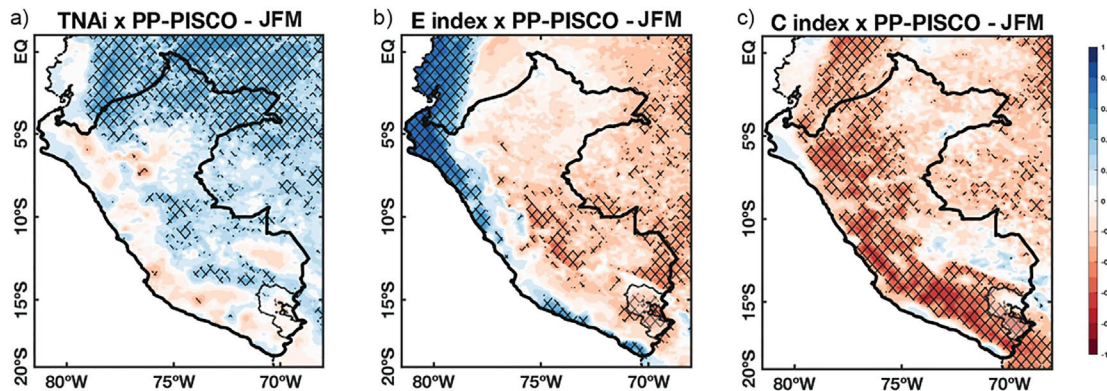 a) TNAi x PP-PISCO - JFM
b) E index x PP-PISCO - JFM
c) C index x PP-PISCO - JFM
EQ
5°S
10°S
15°S
20°S
80°W 75°W 70°W
EQ
5°S
10°S
15°S
20°S
80°W 75°W 70°W
EQ
5°S
10°S
15°S
20°S
80°W 75°W 70°W